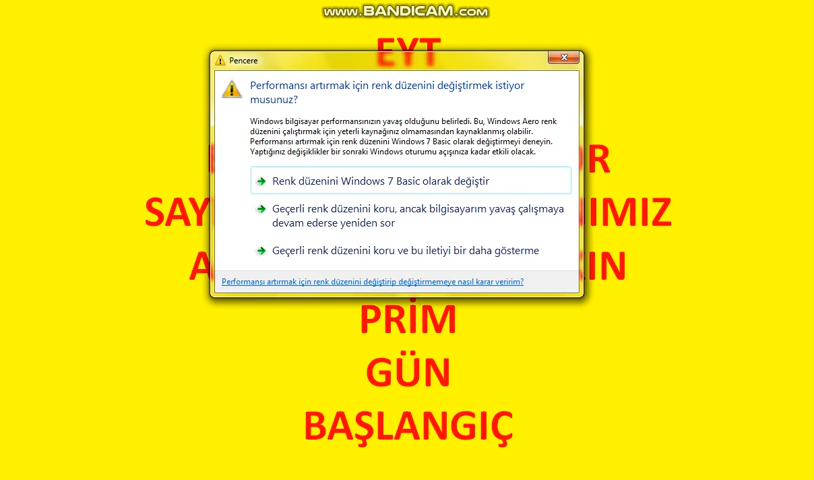 www.BANDICAM.com
EYT
Pencere
Performansı artırmak için renk düzenini değiştirmek istiyor
musunuz?
Windows bilgisayar performansınızın yavaş olduğunu belirledi. Bu, Windows Aero renk
düzenini çalıştırmak için yeterli kaynağınız olmamasından kaynaklanmış olabilir.
Performansı artırmak için renk düzenini Windows 7 Basic olarak değiştirmeyi deneyin.
Yaptığınız değişiklikler bir sonraki Windows oturumu açışınıza kadar etkili olacak.
Renk düzenini Windows 7 Basic olarak değiştir
Geçerli renk düzenini koru, ancak bilgisayarım yavaş çalışmaya
devam ederse yeniden sor
Geçerli renk düzenini koru ve bu iletiyi bir daha gösterme
Performansı artırmak için renk düzenini değiştirip değiştirmemeye nasıl karar veririm?
PRİM
GÜN
BAŞLANGIÇ